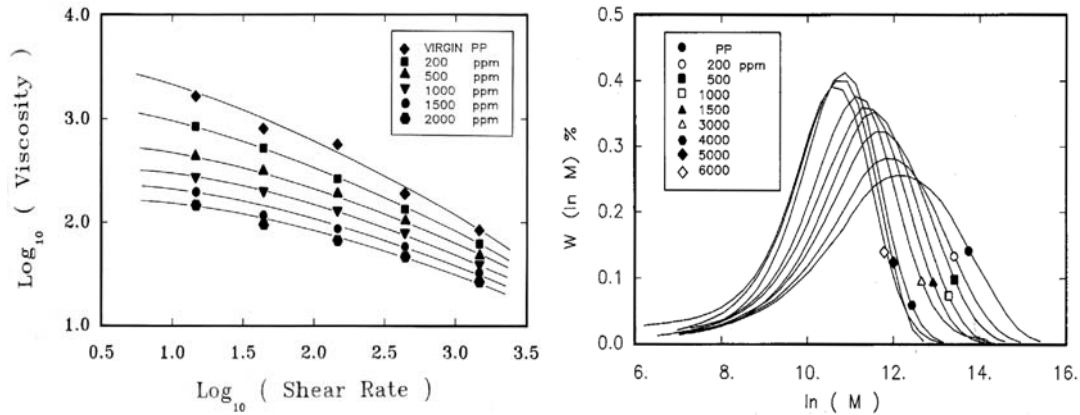 4.0
3.0
2.0
1.0
0.5
1.0
1.5
2.0
2.5
3.0
3.5
Log10 ( Viscosity )
Log10 ( Shear Rate )
VIRGIN PP
200 ppm
500 ppm
1000 ppm
1500 ppm
2000 ppm
0.5
0.4
0.3
0.2
0.1
0.0
6.
8.
10.
12.
14.
16.
W (ln M) %
ln ( M )
PP
200 ppm
500
1000
1500
3000
4000
5000
6000